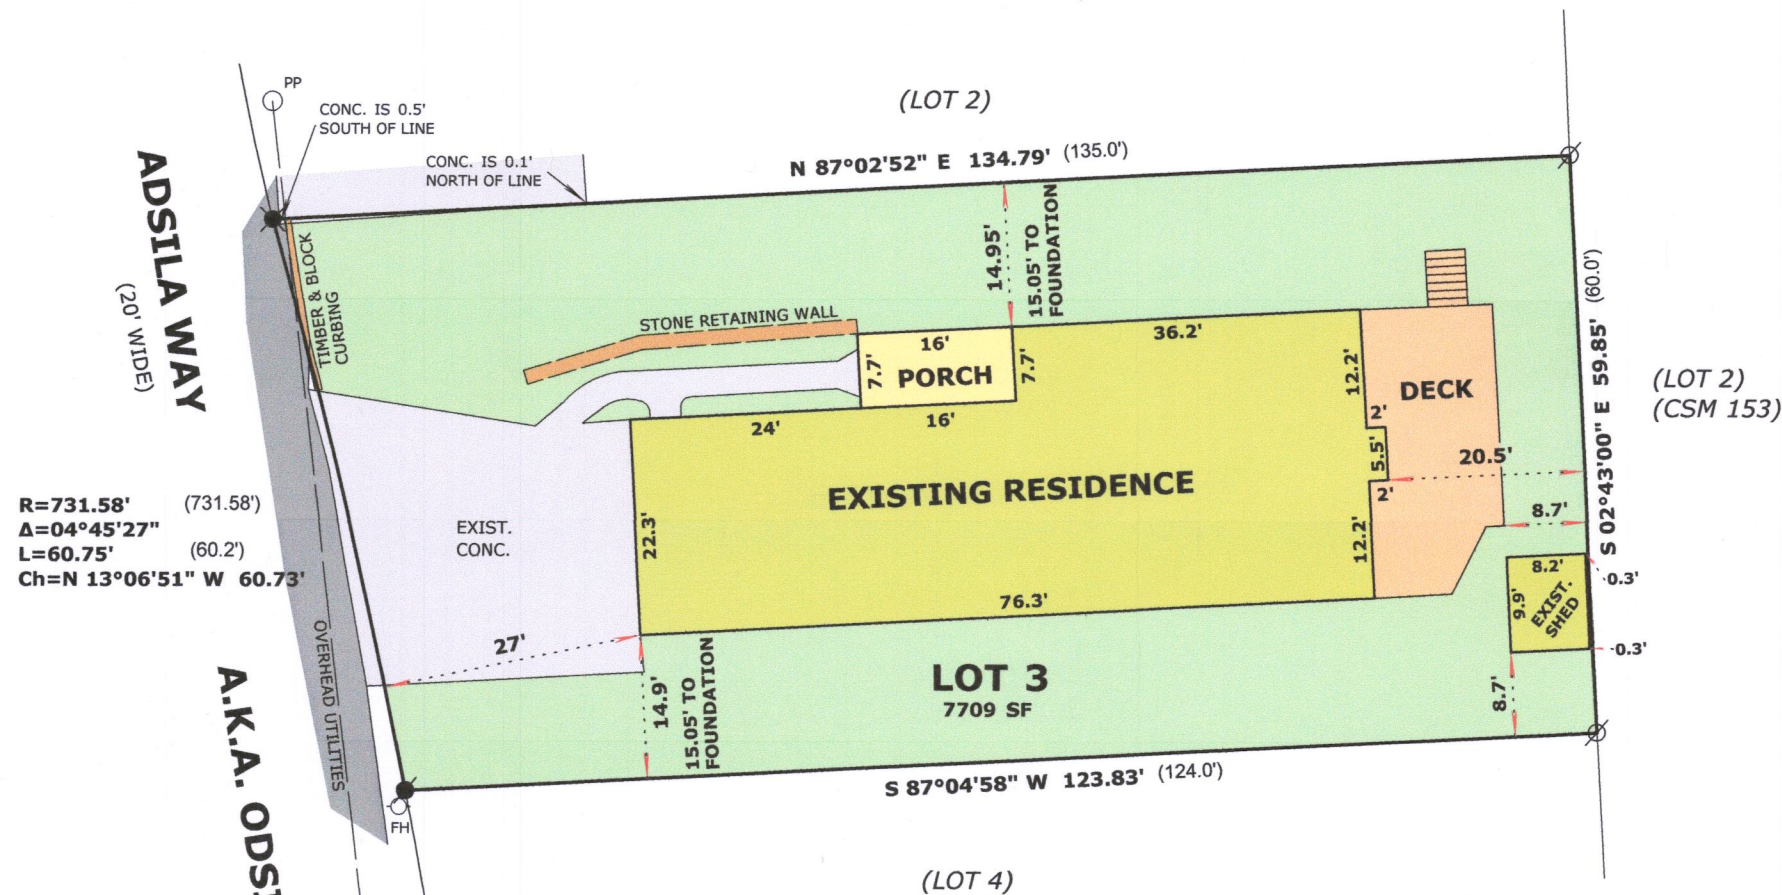 PP
CONC. IS 0.5'
SOUTH OF LINE
(LOT 2)
CONC. IS 0.1'
NORTH OF LINE
N 87°02'52" E 134.79' (135.0')
ADSILA WAY
(20' WIDE)
TIMBER & BLOCK
CURBING
14.95'
15.05' TO
FOUNDATION
STONE RETAINING WALL
16'
7.7'
PORCH
7.7'
36.2'
12.2'
DECK
2'
24'
16'
5.5'
20.5'
2'
S 02°43'00" E 59.85' (60.0')
(LOT 2)
(CSM 153)
EXISTING RESIDENCE
R=731.58' (731.58')
Δ=04°45'27"
L=60.75' (60.2')
Ch=N 13°06'51" W 60.73'
EXIST.
CONC.
22.3'
12.2'
8.7'
8.2'
0.3'
9.9'
EXIST.
SHED
0.3'
76.3'
27'
OVERHEAD UTILITIES
14.9'
15.05' TO
FOUNDATION
LOT 3
7709 SF
8.7'
S 87°04'58" W 123.83' (124.0')
A.K.A.
FH
(LOT 4)